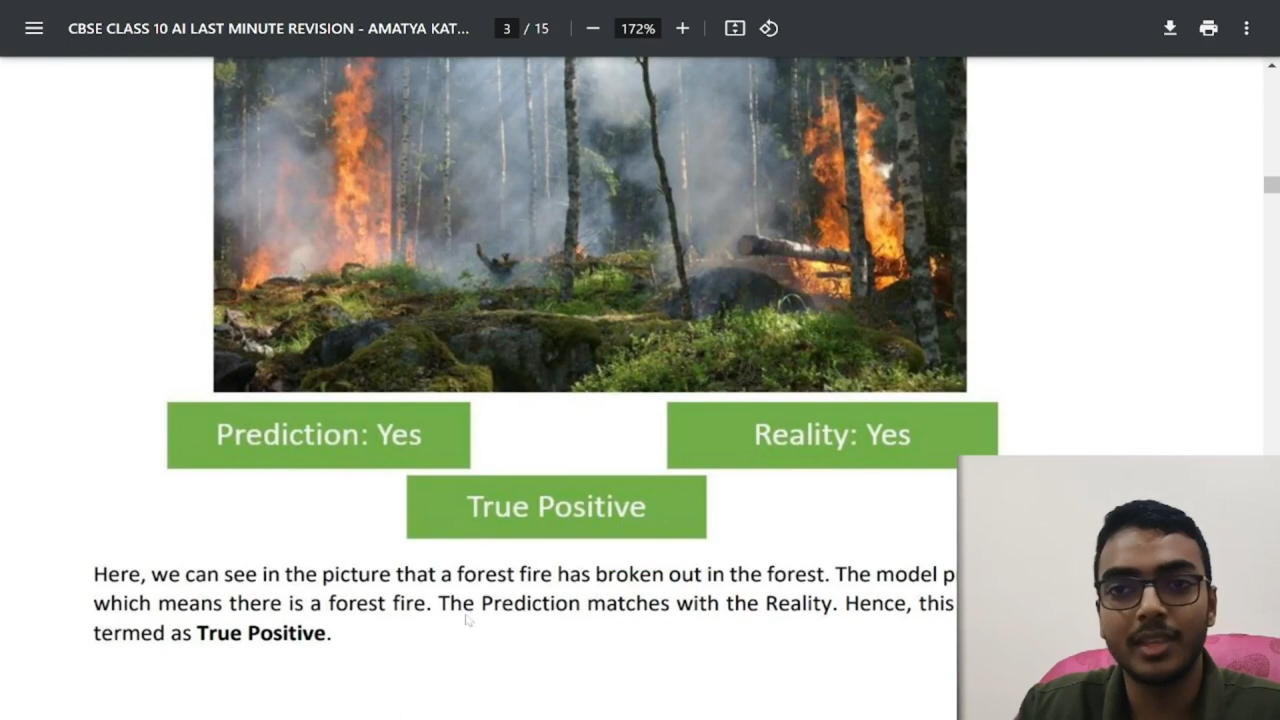 CBSE CLASS 10 AI LAST MINUTE REVISION - AMATYA KAT...
3 / 15
172%
Prediction: Yes
Reality: Yes
True Positive
Here, we can see in the picture that a forest fire has broken out in the forest. The model p
which means there is a forest fire. The Prediction matches with the Reality. Hence, this
termed as True Positive.